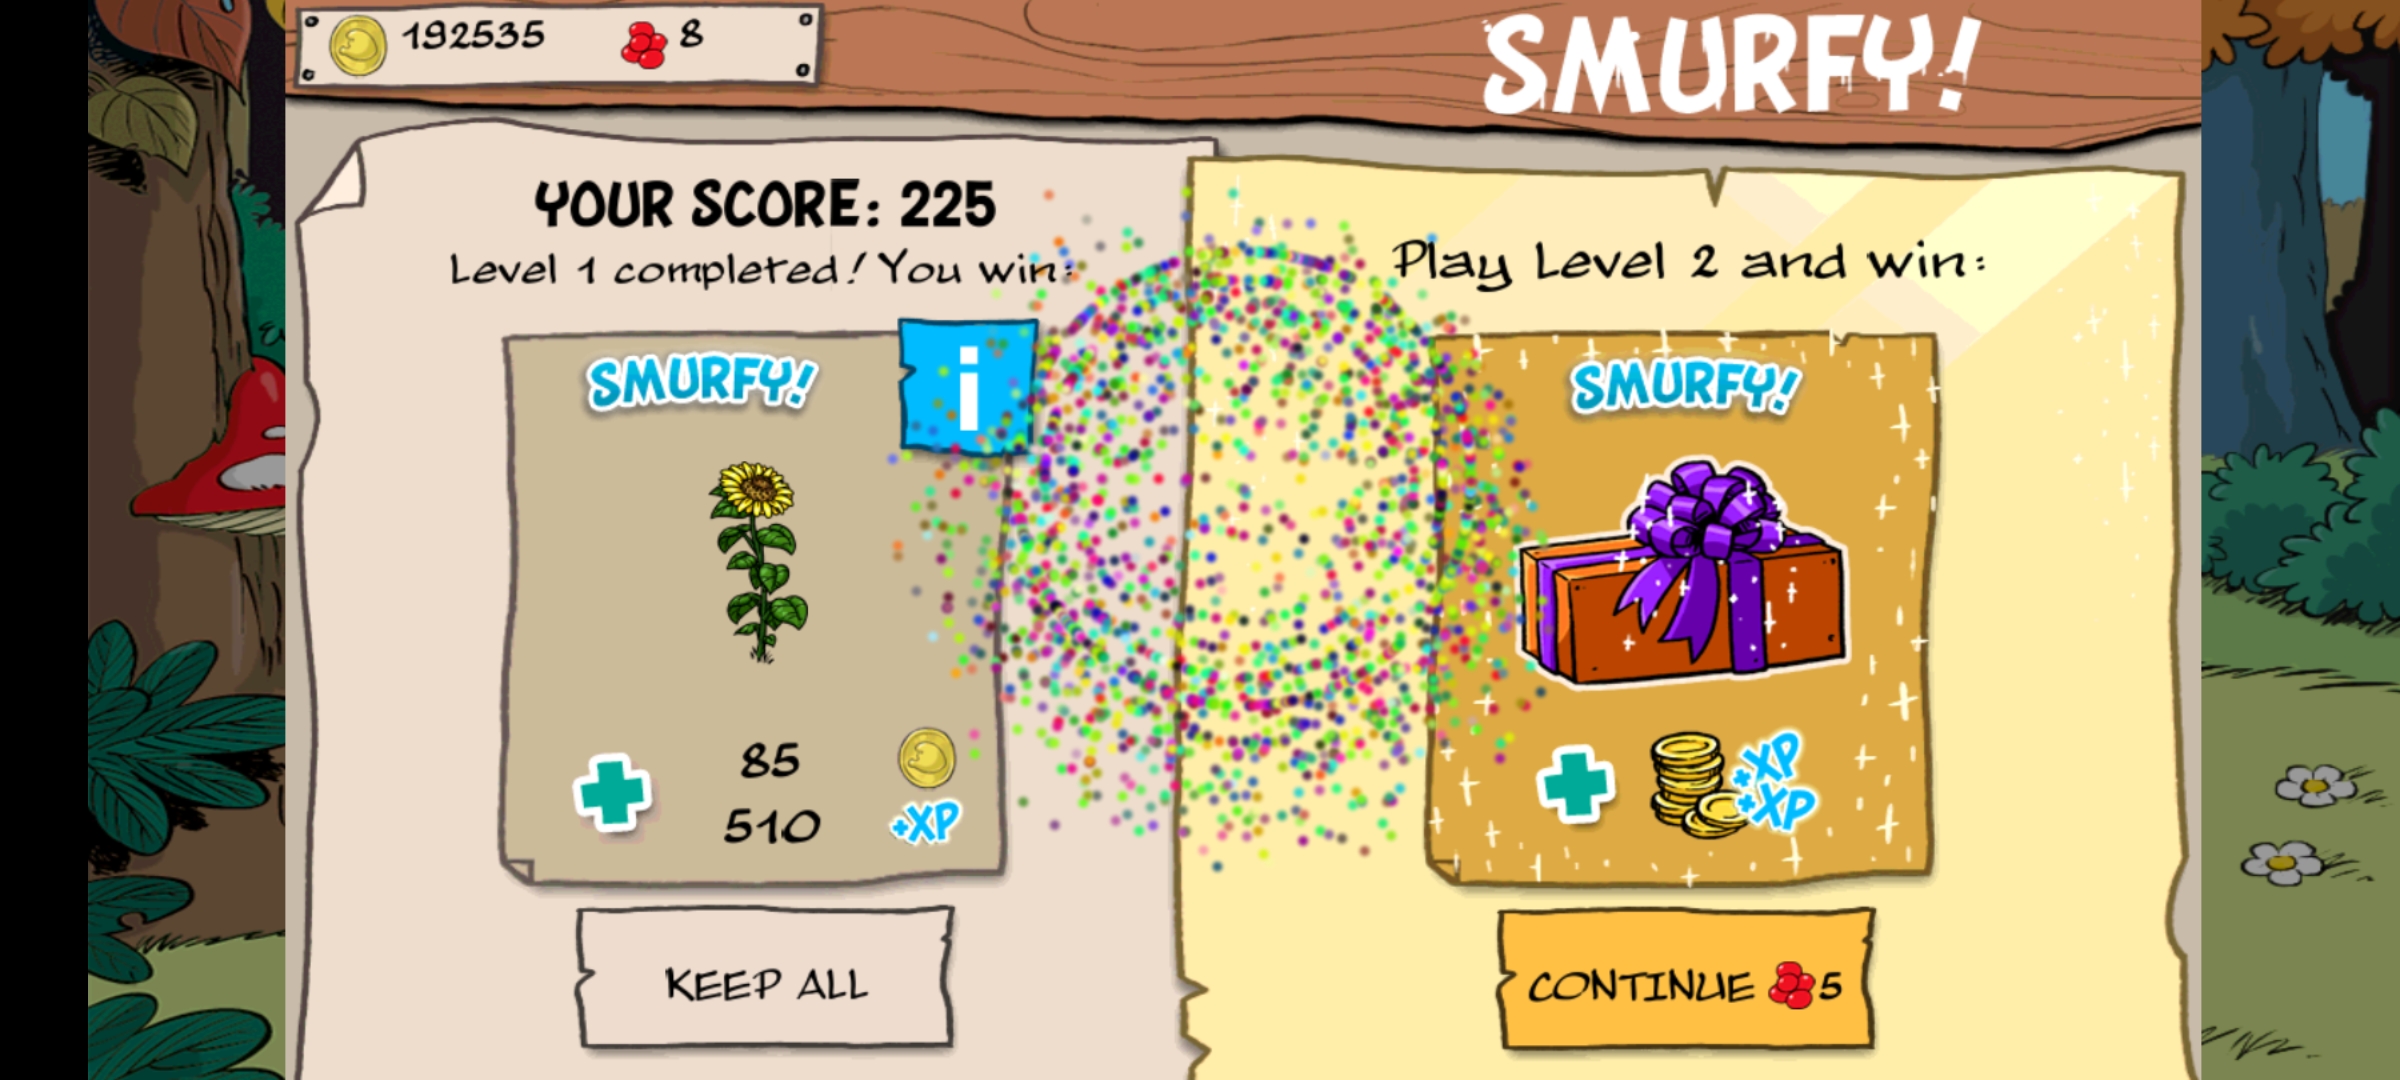 192535 8
SMURFY!
YOUR SCORE: 225
Level 1 completed! You win:
SMURFY!
i
85
510 +XP
KEEP ALL
Play Level 2 and win:
SMURFY!
+XP
+XP
CONTINUE 5